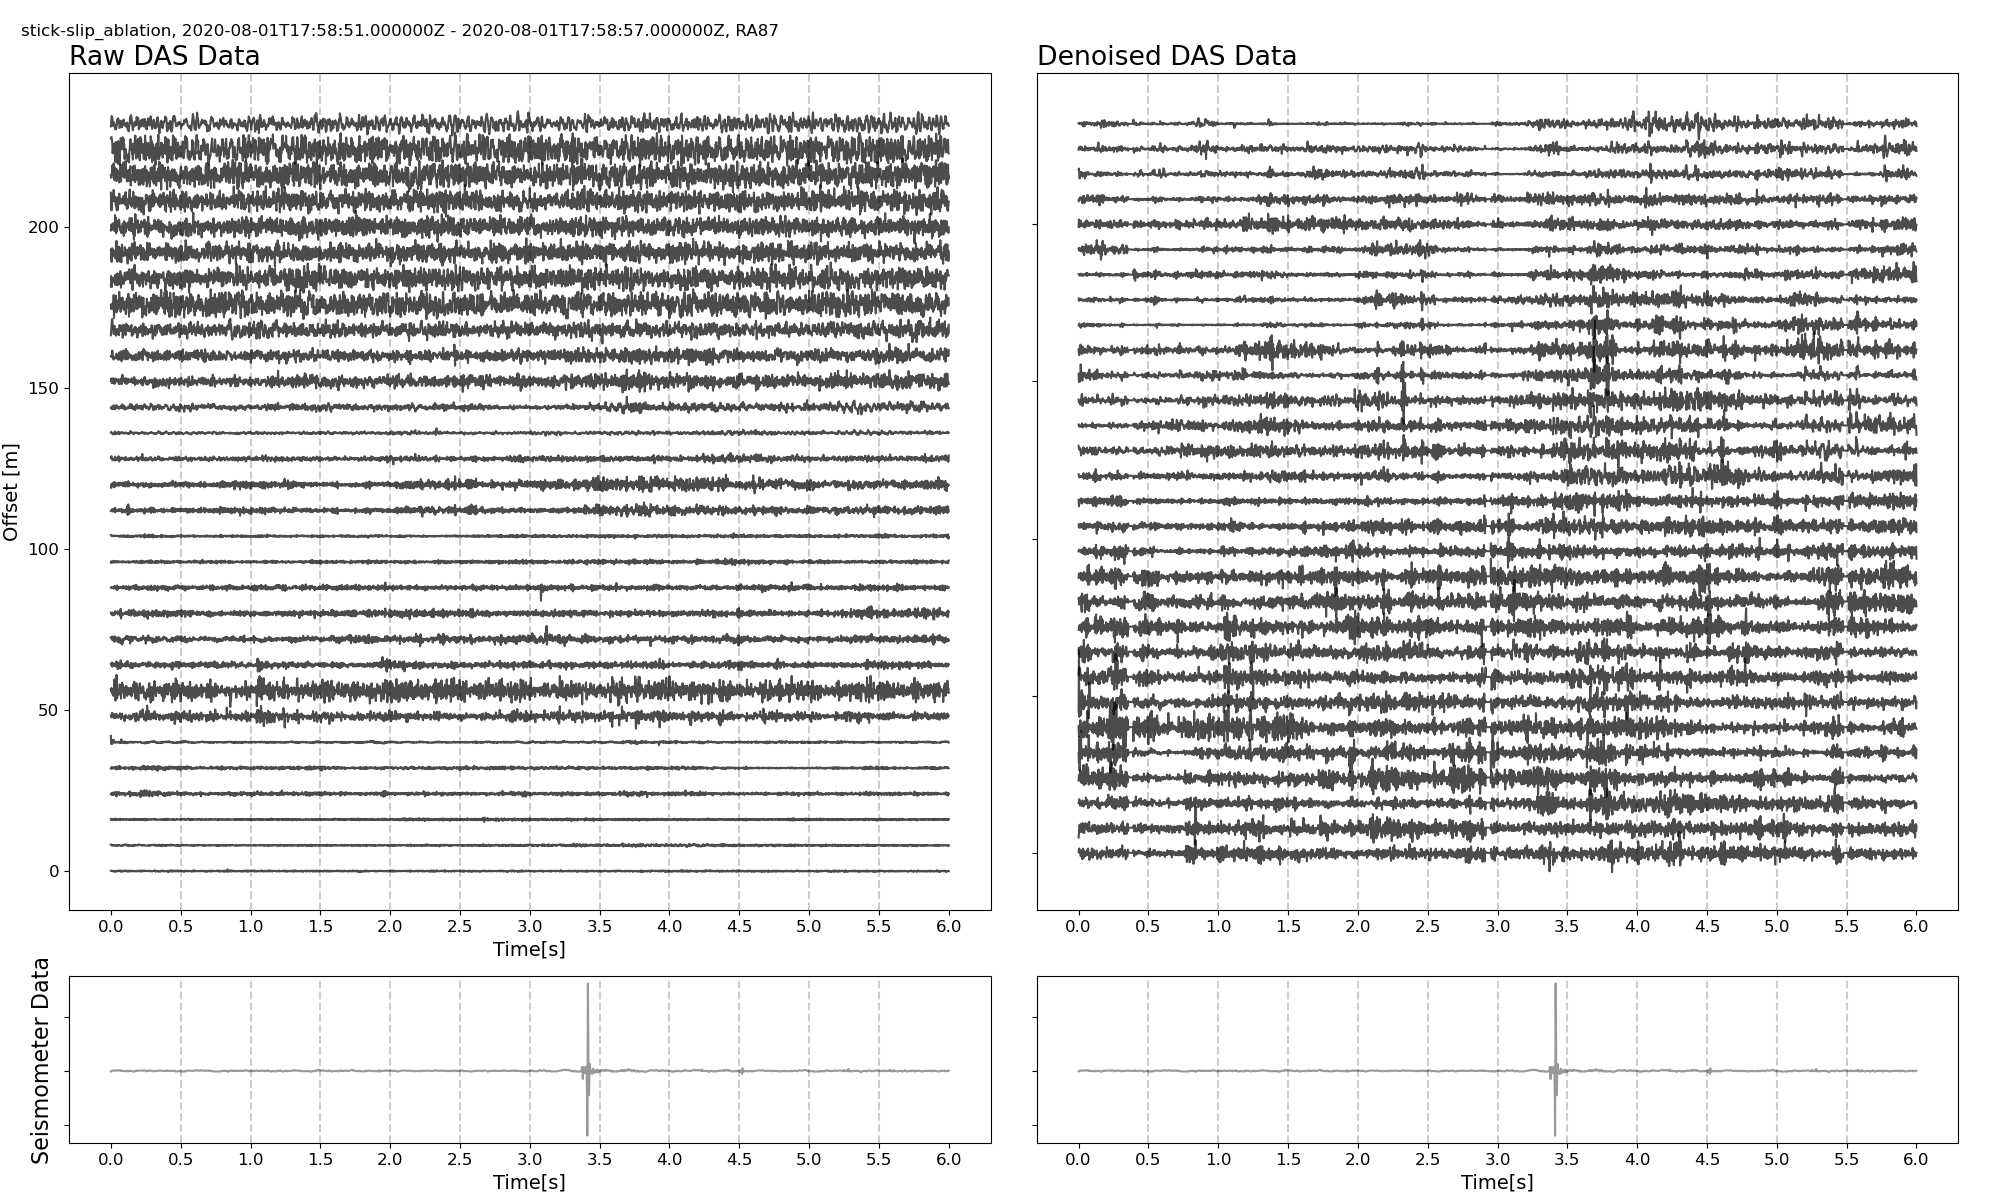 stick-slip_ablation, 2020-08-01T17:58:51.000000Z - 2020-08-01T17:58:57.000000Z, RA87
Raw DAS Data
Denoised DAS Data
Offset [m]
200
150
100
50
0
0.0 0.5 1.0 1.5 2.0 2.5 3.0 3.5 4.0 4.5 5.0 5.5 6.0
Time[s]
0.0 0.5 1.0 1.5 2.0 2.5 3.0 3.5 4.0 4.5 5.0 5.5 6.0
Seismometer Data
0.0 0.5 1.0 1.5 2.0 2.5 3.0 3.5 4.0 4.5 5.0 5.5 6.0
Time[s]
0.0 0.5 1.0 1.5 2.0 2.5 3.0 3.5 4.0 4.5 5.0 5.5 6.0
Time[s]